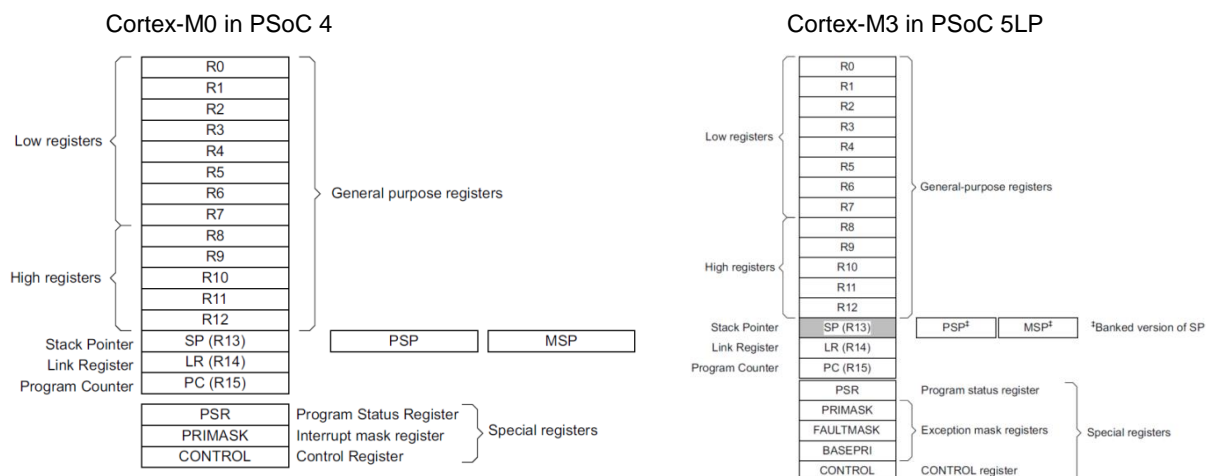 Cortex-M0 in PSoC 4
R0
R1
R2
R3
Low registers
R4
R5
R6
General purpose registers
R7
R8
R9
High registers
R10
R11
R12
Stack Pointer SP (R13) PSP MSP
Link Register LR (R14)
Program Counter PC (R15)
PSR Program Status Register
PRIMASK Interrupt mask register Special registers
CONTROL Control Register
Cortex-M3 in PSoC 5LP
R0
R1
R2
R3
Low registers
R4
R5
R6
General-purpose registers
R7
R8
R9
High registers R10
R11
R12
Stack Pointer SP (R13) PSP‡ MSP‡ ‡Banked version of SP
Link Register LR (R14)
Program Counter PC (R15)
PSR Program status register
PRIMASK
FAULTMASK Exception mask registers Special registers
BASEPRI
CONTROL CONTROL register